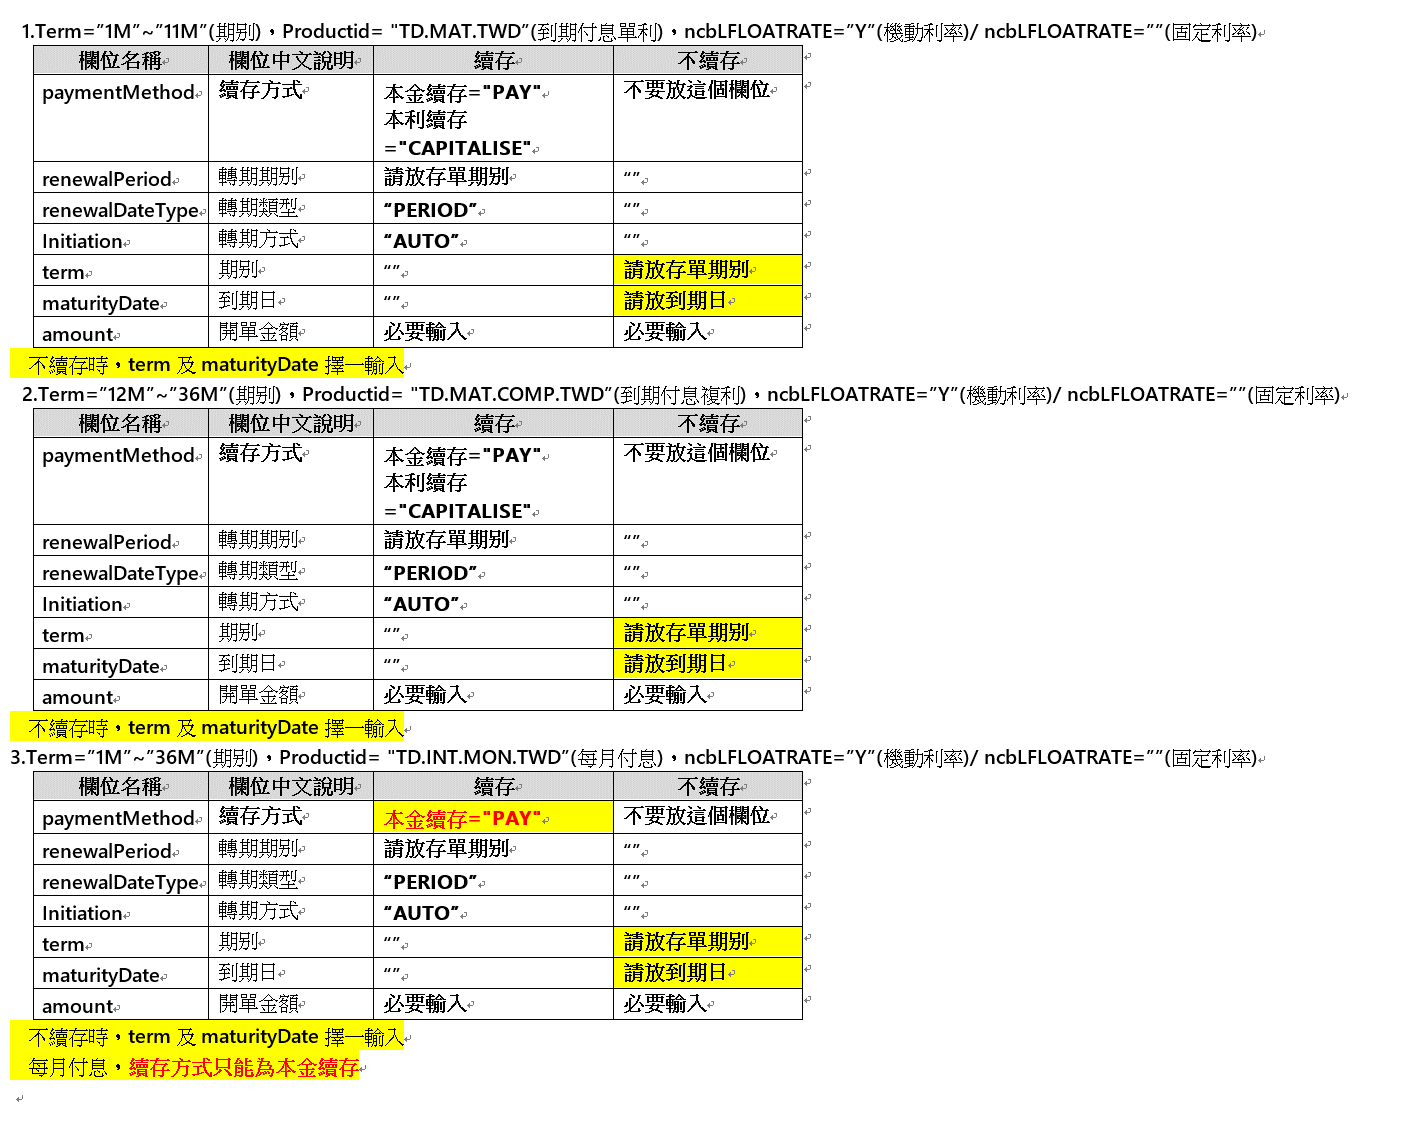 1.Term=”1M”~”11M”(期別)，Productid= "TD.MAT.TWD”(到期付息單利)，ncbLFLOATRATE=”Y”(機動利率)/ ncbLFLOATRATE=””(固定利率)
欄位名稱 欄位中文說明 續存 不續存
paymentMethod 續存方式 本金續存="PAY" 不要放這個欄位
本利續存
="CAPITALISE"
renewalPeriod 轉期期別 請放存單期別 “”
renewalDateType 轉期類型 “PERIOD” “”
Initiation 轉期方式 “AUTO” “”
term 期別 “” 請放存單期別
maturityDate 到期日 “” 請放到期日
amount 開單金額 必要輸入 必要輸入
不續存時，term 及 maturityDate 擇一輸入
2.Term=”12M”~”36M”(期別)，Productid= "TD.MAT.COMP.TWD”(到期付息複利)，ncbLFLOATRATE=”Y”(機動利率)/ ncbLFLOATRATE=””(固定利率)
欄位名稱 欄位中文說明 續存 不續存
paymentMethod 續存方式 本金續存="PAY" 不要放這個欄位
本利續存
="CAPITALISE"
renewalPeriod 轉期期別 請放存單期別 “”
renewalDateType 轉期類型 “PERIOD” “”
Initiation 轉期方式 “AUTO” “”
term 期別 “” 請放存單期別
maturityDate 到期日 “” 請放到期日
amount 開單金額 必要輸入 必要輸入
不續存時，term 及 maturityDate 擇一輸入
3.Term=”1M”~”36M”(期別)，Productid= "TD.INT.MON.TWD”(每月付息)，ncbLFLOATRATE=”Y”(機動利率)/ ncbLFLOATRATE=””(固定利率)
欄位名稱 欄位中文說明 續存 不續存
paymentMethod 續存方式 本金續存="PAY" 不要放這個欄位
renewalPeriod 轉期期別 請放存單期別 “”
renewalDateType 轉期類型 “PERIOD” “”
Initiation 轉期方式 “AUTO” “”
term 期別 “” 請放存單期別
maturityDate 到期日 “” 請放到期日
amount 開單金額 必要輸入 必要輸入
不續存時，term 及 maturityDate 擇一輸入
每月付息，續存方式只能為本金續存